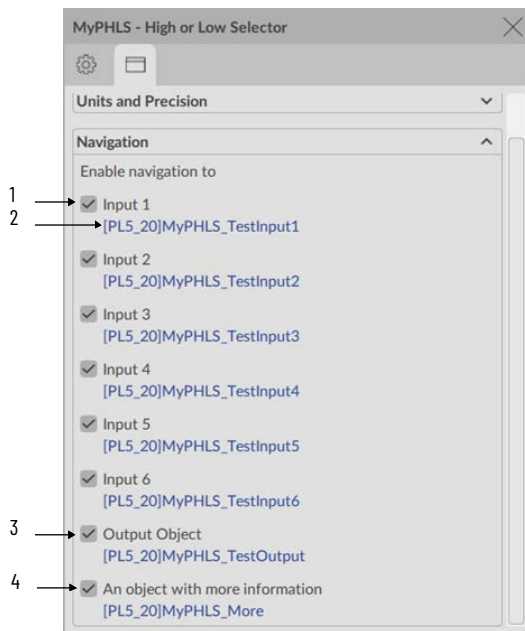 MyPHLS - High or Low Selector
Units and Precision
Navigation
Enable navigation to
1
Input 1
2
[PL5_20]MyPHLS_TestInput1
Input 2
[PL5_20]MyPHLS_TestInput2
Input 3
[PL5_20]MyPHLS_TestInput3
Input 4
[PL5_20]MyPHLS_TestInput4
Input 5
[PL5_20]MyPHLS_TestInput5
Input 6
[PL5_20]MyPHLS_TestInput6
3
Output Object
[PL5_20]MyPHLS_TestOutput
4
An object with more information
[PL5_20]MyPHLS_More